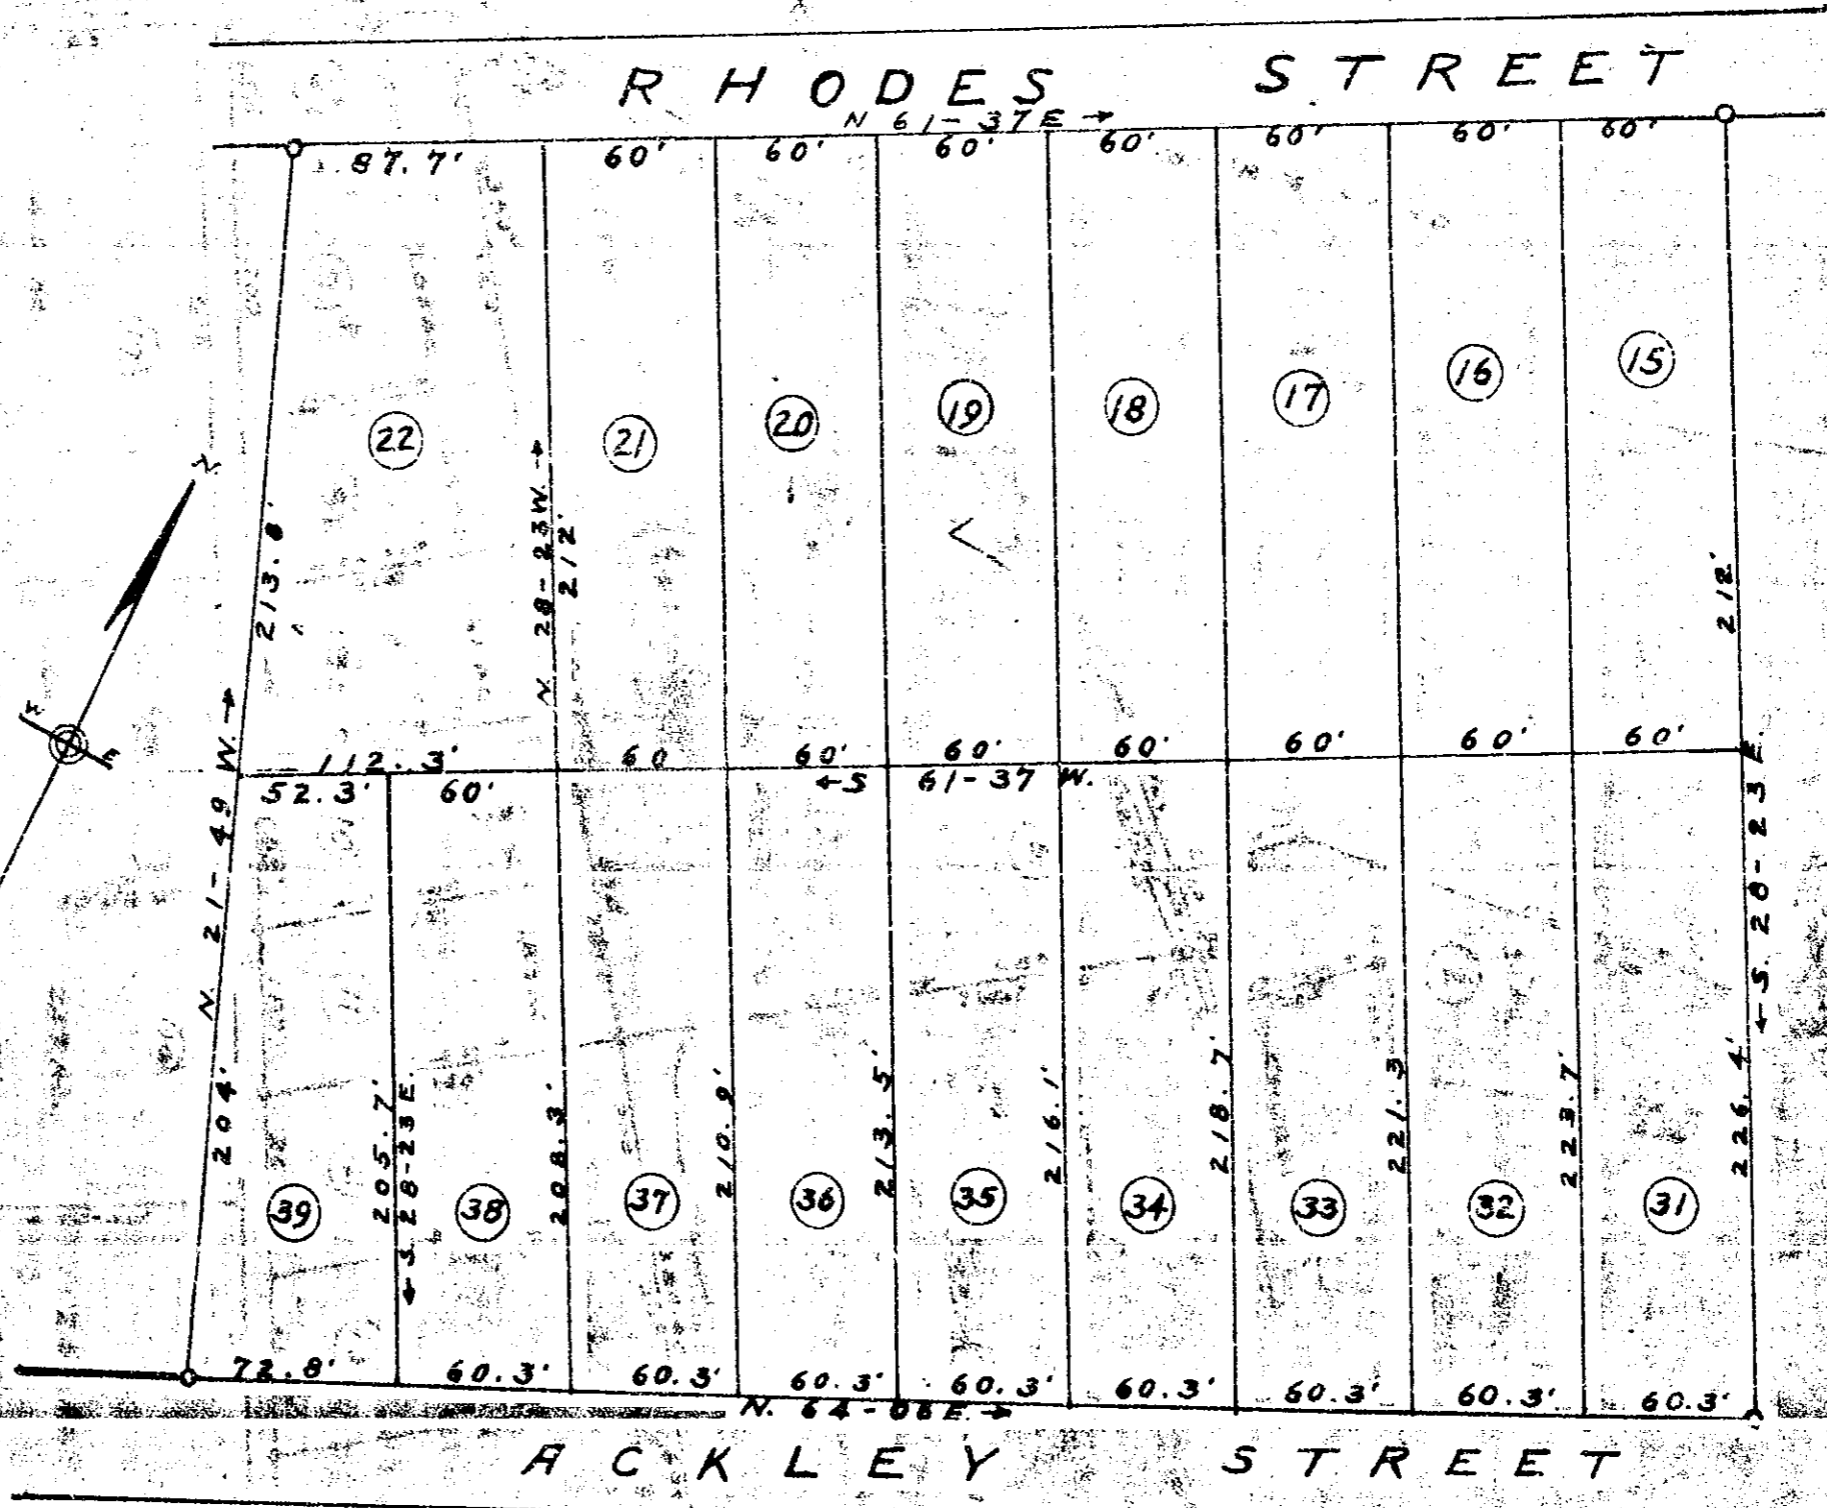 RHODES STREET
N 61-37 E →
87.7' 60' 60' 60' 60' 60' 60' 60'
15
16
17
18
19
20
21
22
N.
N. 28-23 W. →
212'
213.8'
212'
E
N. 21-49 W. →
112.3' 60 60' 60' 60' 60' 60' 60'
52.3' 60' ← S 61-37 W.
← S. 28-23 E.
204'
205.7'
← S. 28-23 E.
208.3'
210.9'
213.5'
216.1'
218.7'
221.3
223.7'
226.4'
39 38 37 36 35 34 33 32 31
72.8' 60.3' 60.3' 60.3' 60.3' 60.3' 60.3' 60.3' 60.3'
N. 64-06 E. →
ACKLEY STREET